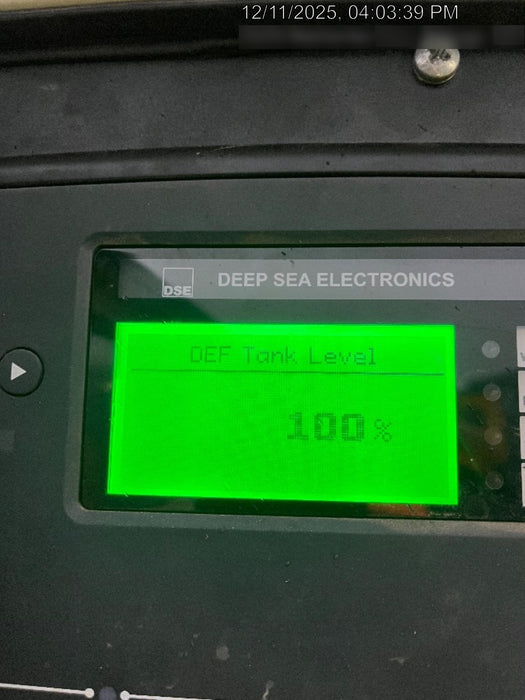 12/11/2025, 04:03:39 PM
DSE
DEEP SEA ELECTRONICS
DEF Tank Level
100%